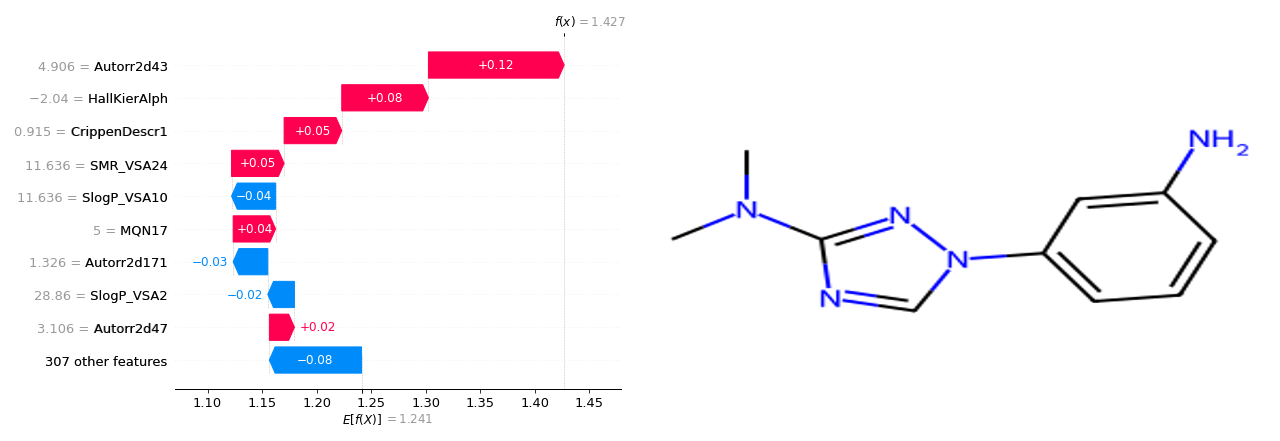 f(x) = 1.427
4.906 = Autorr2d43
+0.12
−2.04 = HallKierAlph
+0.08
0.915 = CrippenDescr1
+0.05
11.636 = SMR_VSA24
+0.05
11.636 = SlogP_VSA10
−0.04
5 = MQN17
+0.04
1.326 = Autorr2d171
−0.03
28.86 = SlogP_VSA2
−0.02
3.106 = Autorr2d47
+0.02
307 other features
−0.08
1.10 1.15 1.20 1.25 1.30 1.35 1.40 1.45
E[f(X)] = 1.241
NH2
N
N
N
N